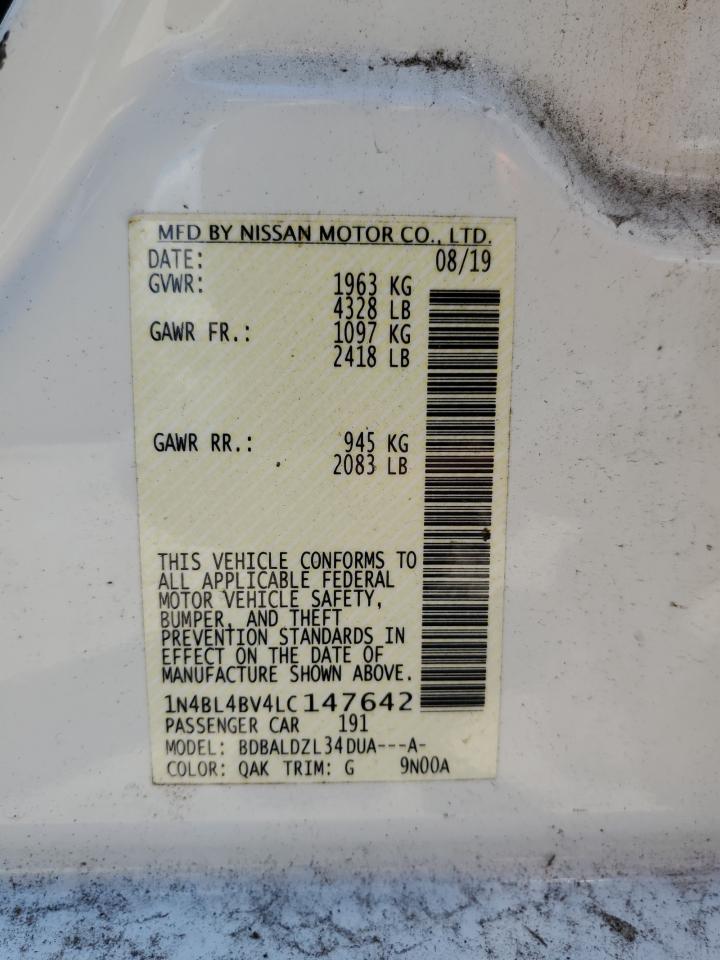 MFD BY NISSAN MOTOR CO., LTD.
DATE: 08/19
GVWR: 1963 KG
4328 LB
GAWR FR.: 1097 KG
2418 LB
GAWR RR.: 945 KG
2083 LB
THIS VEHICLE CONFORMS TO
ALL APPLICABLE FEDERAL
MOTOR VEHICLE SAFETY,
BUMPER, AND THEFT
PREVENTION STANDARDS IN
EFFECT ON THE DATE OF
MANUFACTURE SHOWN ABOVE.
1N4BL4BV4LC147642
PASSENGER CAR 191
MODEL: BDBALDZL34DUA---A-
COLOR: QAK TRIM: G 9N00A